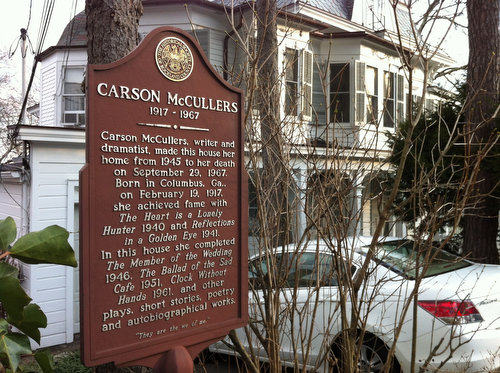 CARSON McCULLERS
1917 - 1967
Carson McCullers, writer and
dramatist, made this house her
home from 1945 to her death
on September 29, 1967.
Born in Columbus, Ga.,
on February 19, 1917,
she achieved fame with
The Heart is a Lonely
Hunter 1940 and Reflections
in a Golden Eye 1941.
In this house she completed
The Member of the Wedding
1946, The Ballad of the Sad
Cafe 1951, Clock Without
Hands 1961, and other
plays, short stories, poetry
and autobiographical works.
"They are the we of me."